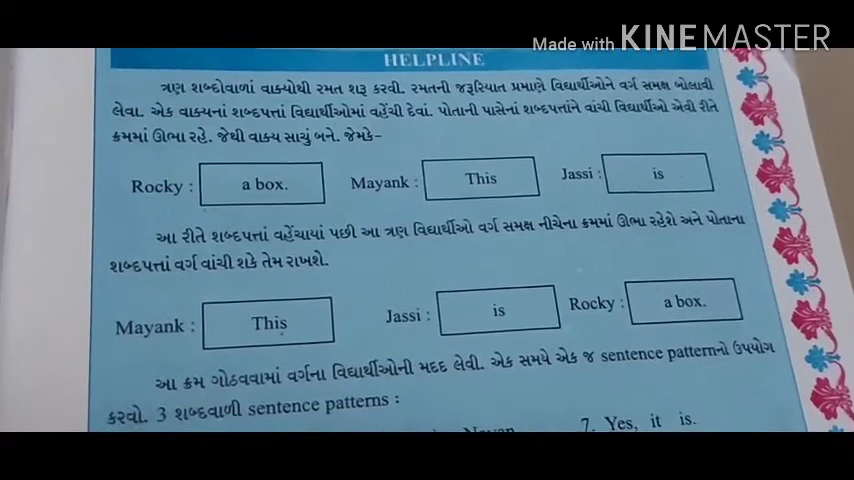 Made with KINEMASTER
HELPLINE
ત્રણ શબ્દોવાળાં વાક્યોથી રમત શરૂ કરવી. રમતની જરૂરિયાત પ્રમાણે વિદ્યાર્થીઓને વર્ગ સમક્ષ બોલાવી
લેવા. એક વાક્યનાં શબ્દપત્તાં વિદ્યાર્થીઓમાં વહેંચી દેવાં. પોતાની પાસેનાં શબ્દપત્તાંને વાંચી વિદ્યાર્થીઓ એવી રીતે
ક્રમમાં ઊભા રહે. જેથી વાક્ય સાચું બને. જેમકે–
Rocky : a box. Mayank : This Jassi : is
આ રીતે શબ્દપત્તાં વહેંચાયાં પછી આ ત્રણ વિદ્યાર્થીઓ વર્ગ સમક્ષ નીચેના ક્રમમાં ઊભા રહેશે અને પોતાના
શબ્દપત્તાં વર્ગ વાંચી શકે તેમ રાખશે.
Mayank : This Jassi : is Rocky : a box.
આ ક્રમ ગોઠવવામાં વર્ગના વિદ્યાર્થીઓની મદદ લેવી. એક સમયે એક જ sentence patternનો ઉપયોગ
કરવો. 3 શબ્દવાળી sentence patterns :
7. Yes, it is.